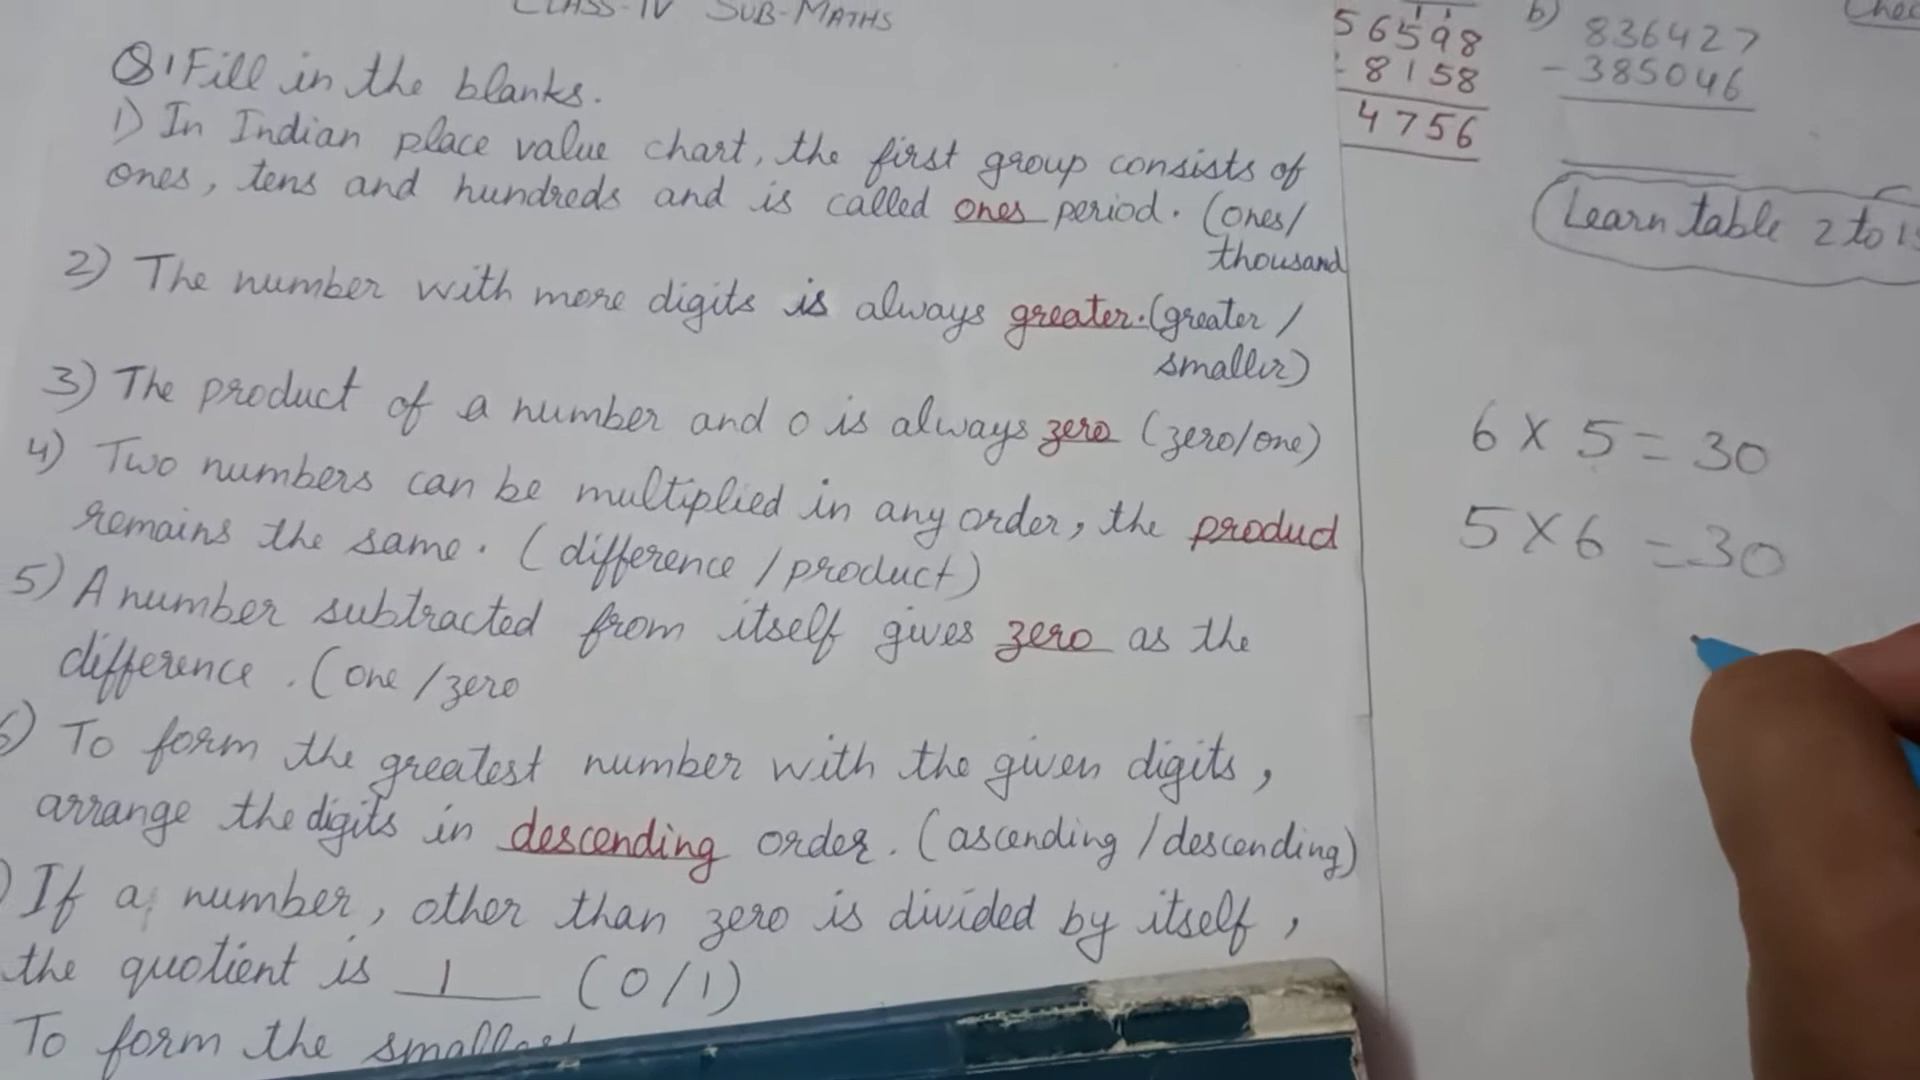 CLASS-IV SUB-MATHS
Q1 Fill in the blanks.
1) In Indian place value chart, the first group consists of
ones, tens and hundreds and is called ones period. (ones/
thousand
2) The number with more digits is always greater. (greater /
smaller)
3) The product of a number and 0 is always zero (zero/one)
4) Two numbers can be multiplied in any order, the product
remains the same. (difference / product)
5) A number subtracted from itself gives zero as the
difference. (one / zero
6) To form the greatest number with the given digits,
arrange the digits in descending order. (ascending / descending)
) If a number, other than zero is divided by itself,
the quotient is 1 (0/1)
To form the smallest
56598
8158
4756
b) 836427
- 385046
Learn table 2 to
6 X 5 = 30
5 X 6 = 30